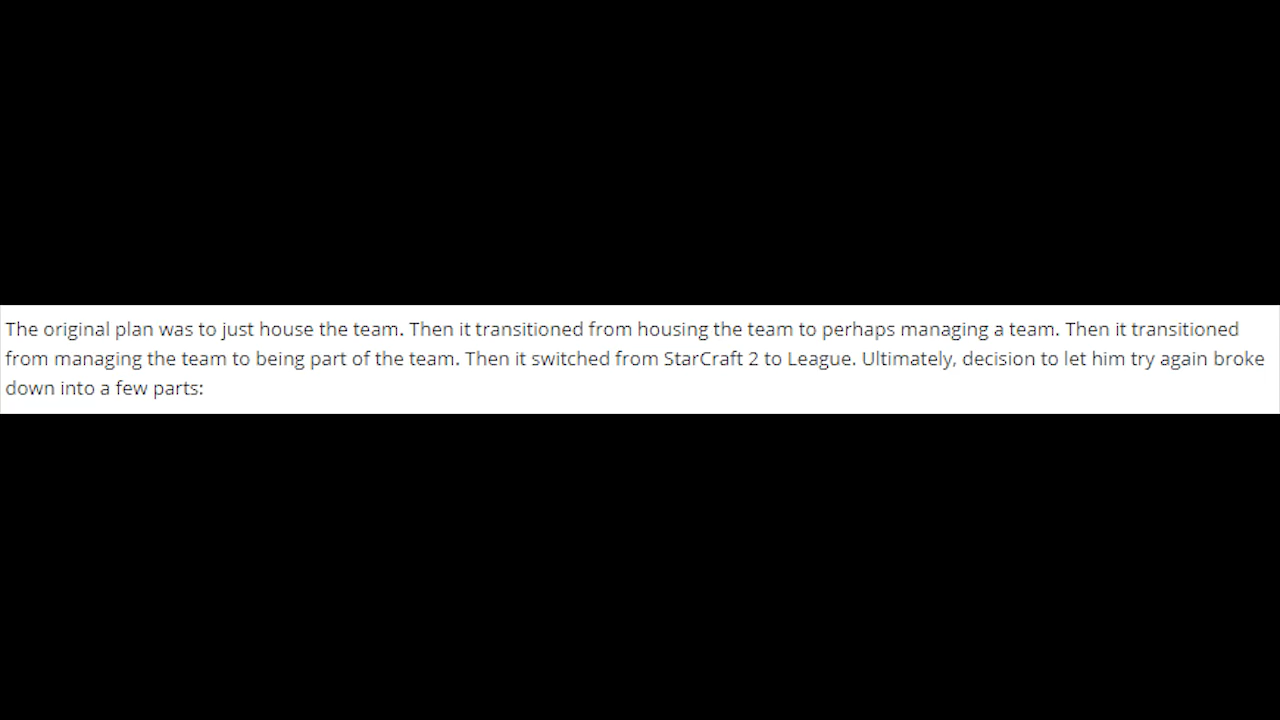 The original plan was to just house the team. Then it transitioned from housing the team to perhaps managing a team. Then it transitioned
from managing the team to being part of the team. Then it switched from StarCraft 2 to League. Ultimately, decision to let him try again broke
down into a few parts: